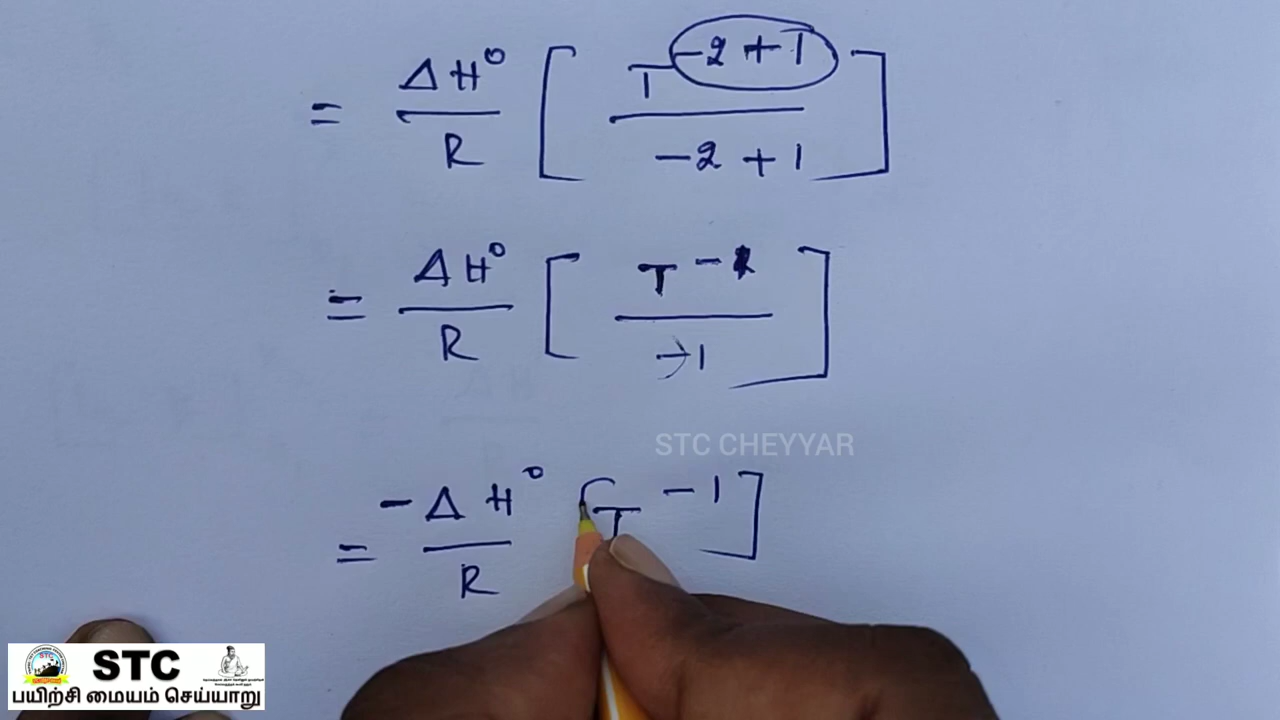 = ΔH° / R [ T^(-2+1) / -2+1 ]
= ΔH° / R [ T^-1 / -1 ]
STC CHEYYAR
= -ΔH° / R [ T^-1 ]
STC
பயிற்சி மையம் செய்யாறு